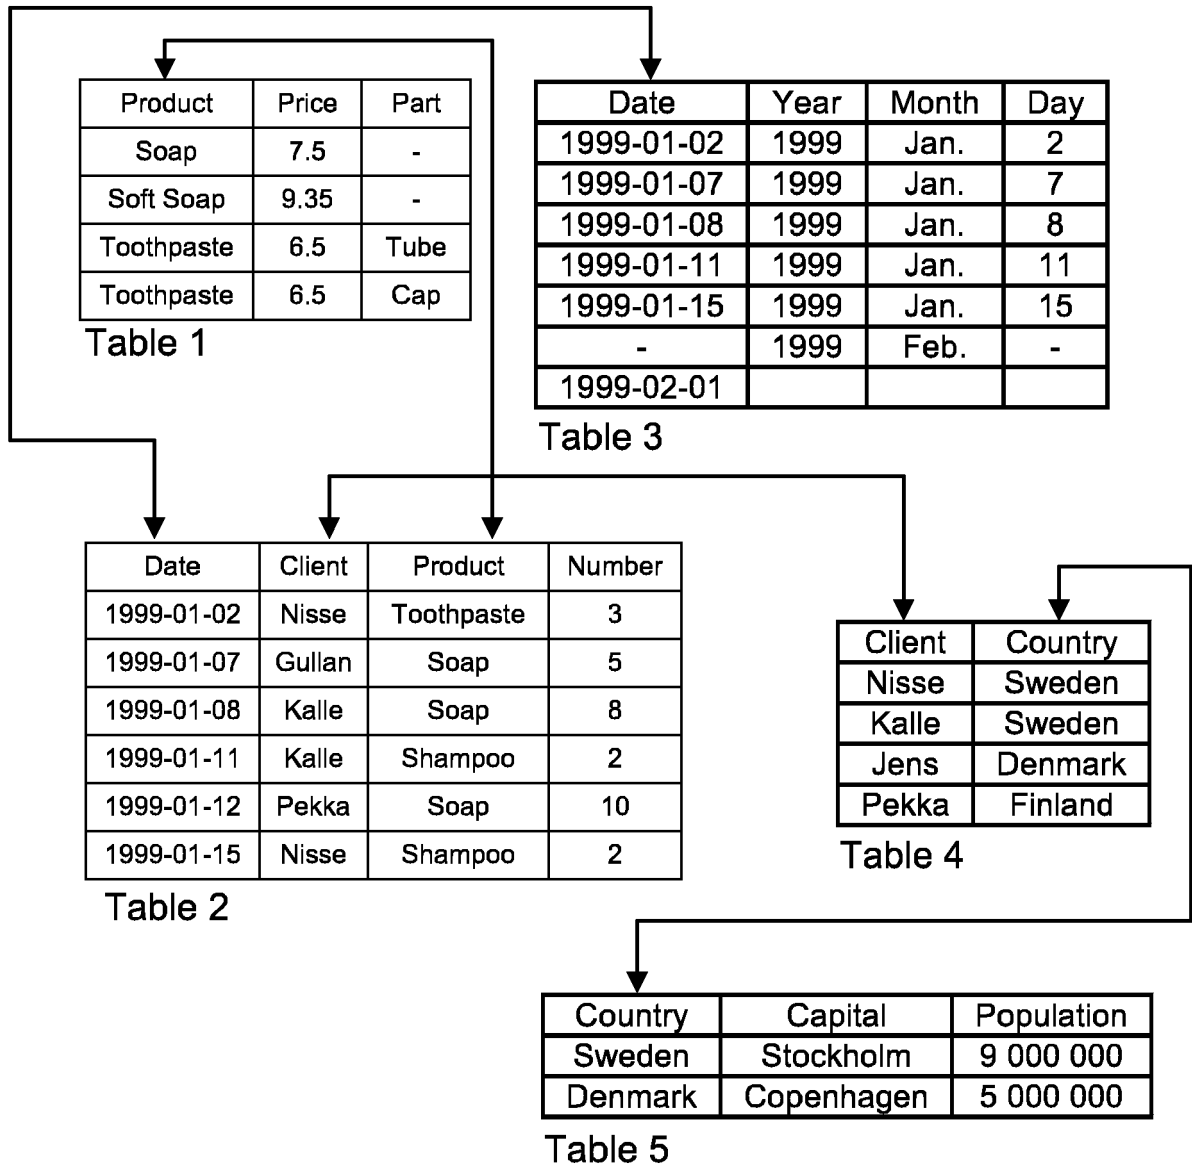 Product Price Part
Soap 7.5 -
Soft Soap 9.35 -
Toothpaste 6.5 Tube
Toothpaste 6.5 Cap
Table 1
Date Year Month Day
1999-01-02 1999 Jan. 2
1999-01-07 1999 Jan. 7
1999-01-08 1999 Jan. 8
1999-01-11 1999 Jan. 11
1999-01-15 1999 Jan. 15
- 1999 Feb. -
1999-02-01
Table 3
Date Client Product Number
1999-01-02 Nisse Toothpaste 3
1999-01-07 Gullan Soap 5
1999-01-08 Kalle Soap 8
1999-01-11 Kalle Shampoo 2
1999-01-12 Pekka Soap 10
1999-01-15 Nisse Shampoo 2
Table 2
Client Country
Nisse Sweden
Kalle Sweden
Jens Denmark
Pekka Finland
Table 4
Country Capital Population
Sweden Stockholm 9 000 000
Denmark Copenhagen 5 000 000
Table 5